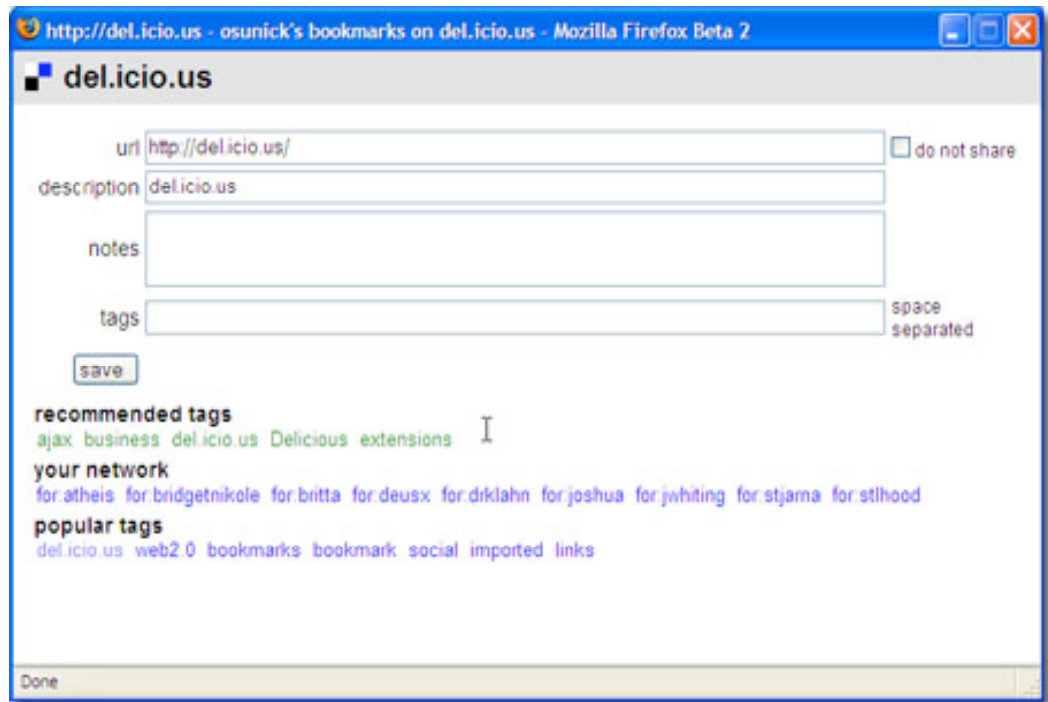 http://del.icio.us - osunick's bookmarks on del.icio.us - Mozilla Firefox Beta 2
del.icio.us
url http://del.icio.us/ do not share
description del.icio.us
notes
tags space separated
save
recommended tags
ajax business del.icio.us Delicious extensions
your network
for:atheis for:bridgetnikole for:britta for:deusx for:drklahn for:joshua for:jwhiting for:stjarna for:stlhood
popular tags
del.icio.us web2.0 bookmarks bookmark social imported links
Done